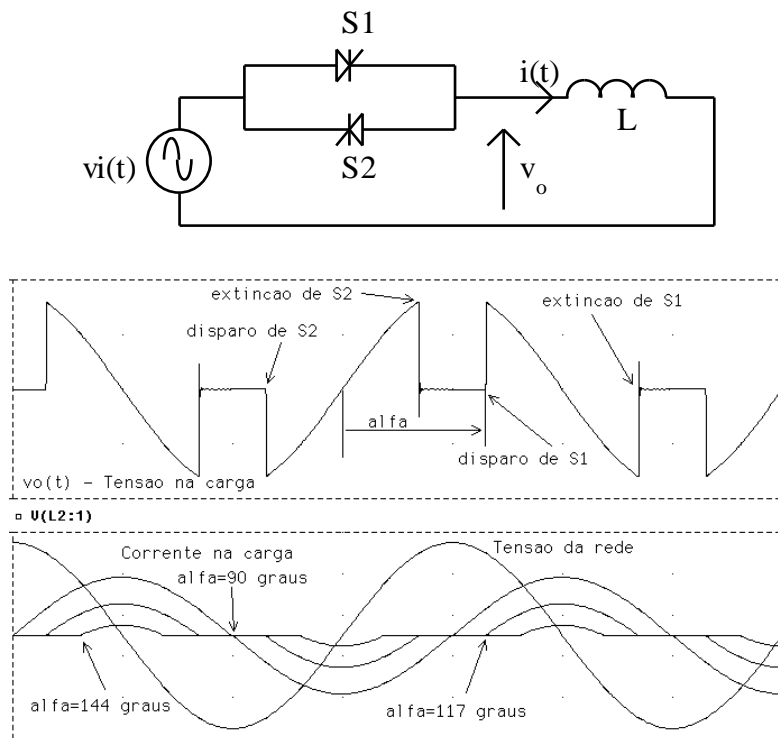 S1
i(t)
L
vi(t)
S2
v
o
extincao de S2
extincao de S1
disparo de S2
alfa
disparo de S1
vo(t) - Tensao na carga
V(L2:1)
Corrente na carga
Tensao da rede
alfa=90 graus
alfa=144 graus
alfa=117 graus